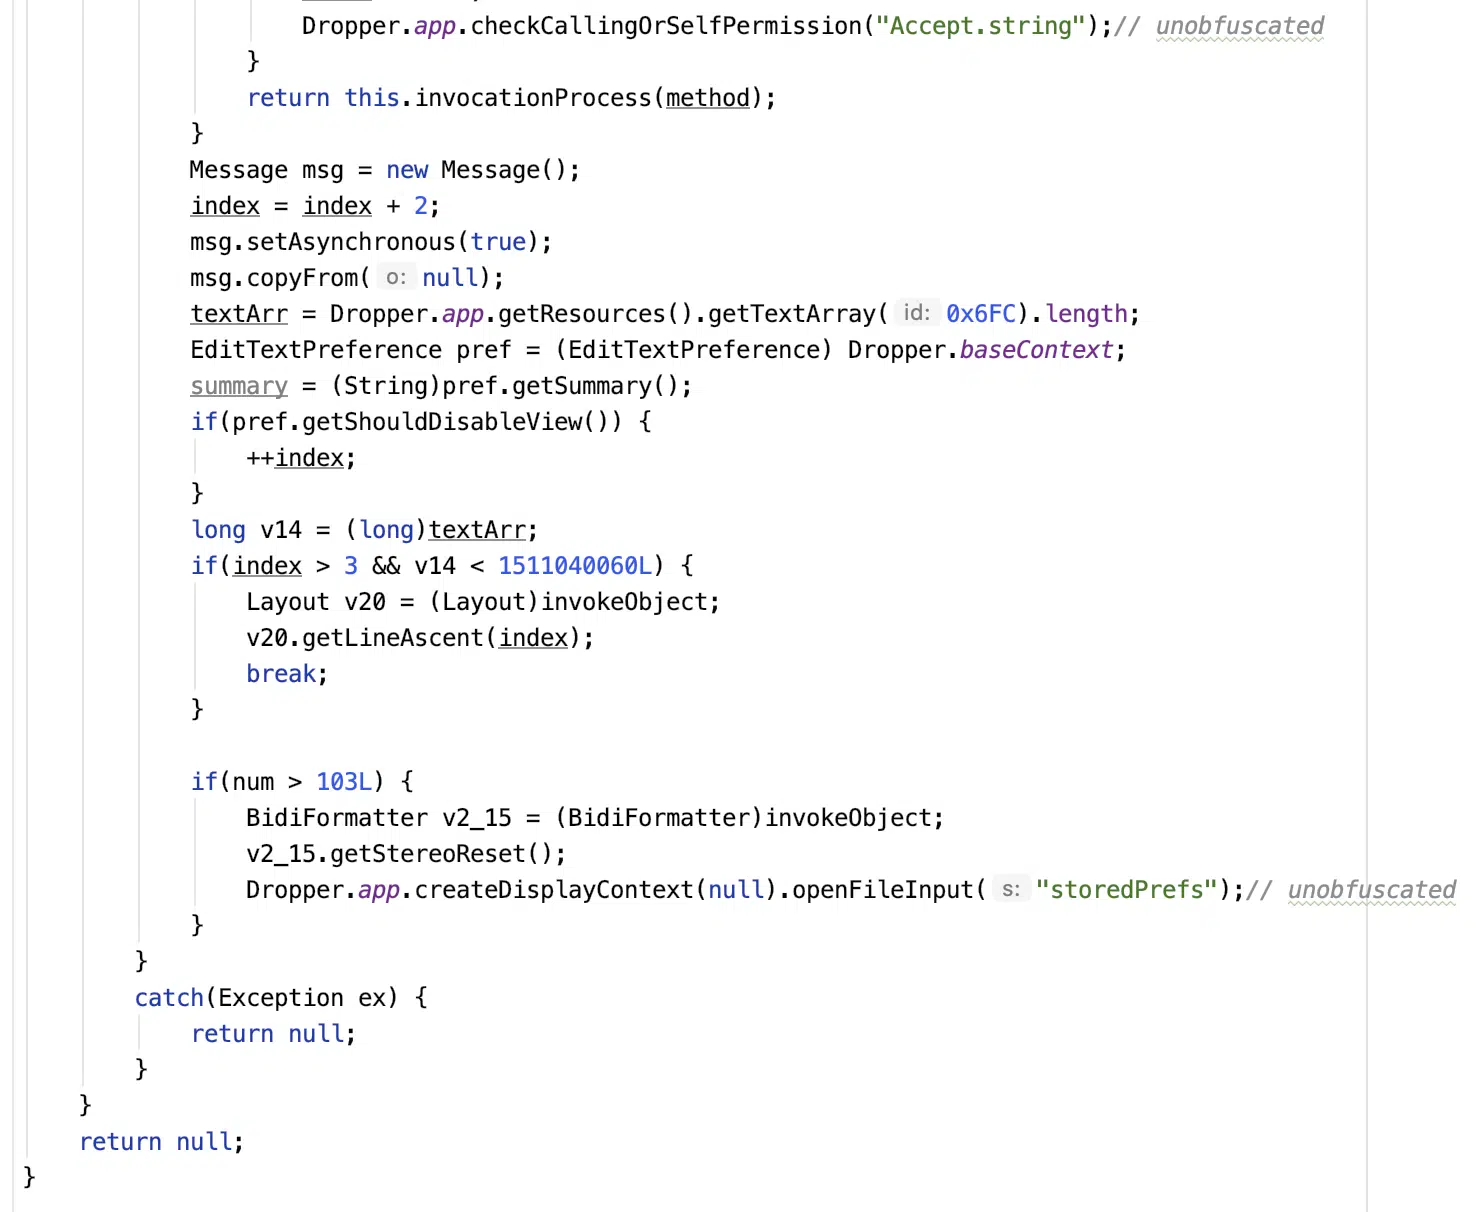 Dropper.app.checkCallingOrSelfPermission("Accept.string");// unobfuscated
}
return this.invocationProcess(method);
}
Message msg = new Message();
index = index + 2;
msg.setAsynchronous(true);
msg.copyFrom( o: null);
textArr = Dropper.app.getResources().getTextArray( id: 0x6FC).length;
EditTextPreference pref = (EditTextPreference) Dropper.baseContext;
summary = (String)pref.getSummary();
if(pref.getShouldDisableView()) {
++index;
}
long v14 = (long)textArr;
if(index > 3 && v14 < 1511040060L) {
Layout v20 = (Layout)invokeObject;
v20.getLineAscent(index);
break;
}
if(num > 103L) {
BidiFormatter v2_15 = (BidiFormatter)invokeObject;
v2_15.getStereoReset();
Dropper.app.createDisplayContext(null).openFileInput( s: "storedPrefs");// unobfuscated
}
}
catch(Exception ex) {
return null;
}
}
return null;
}